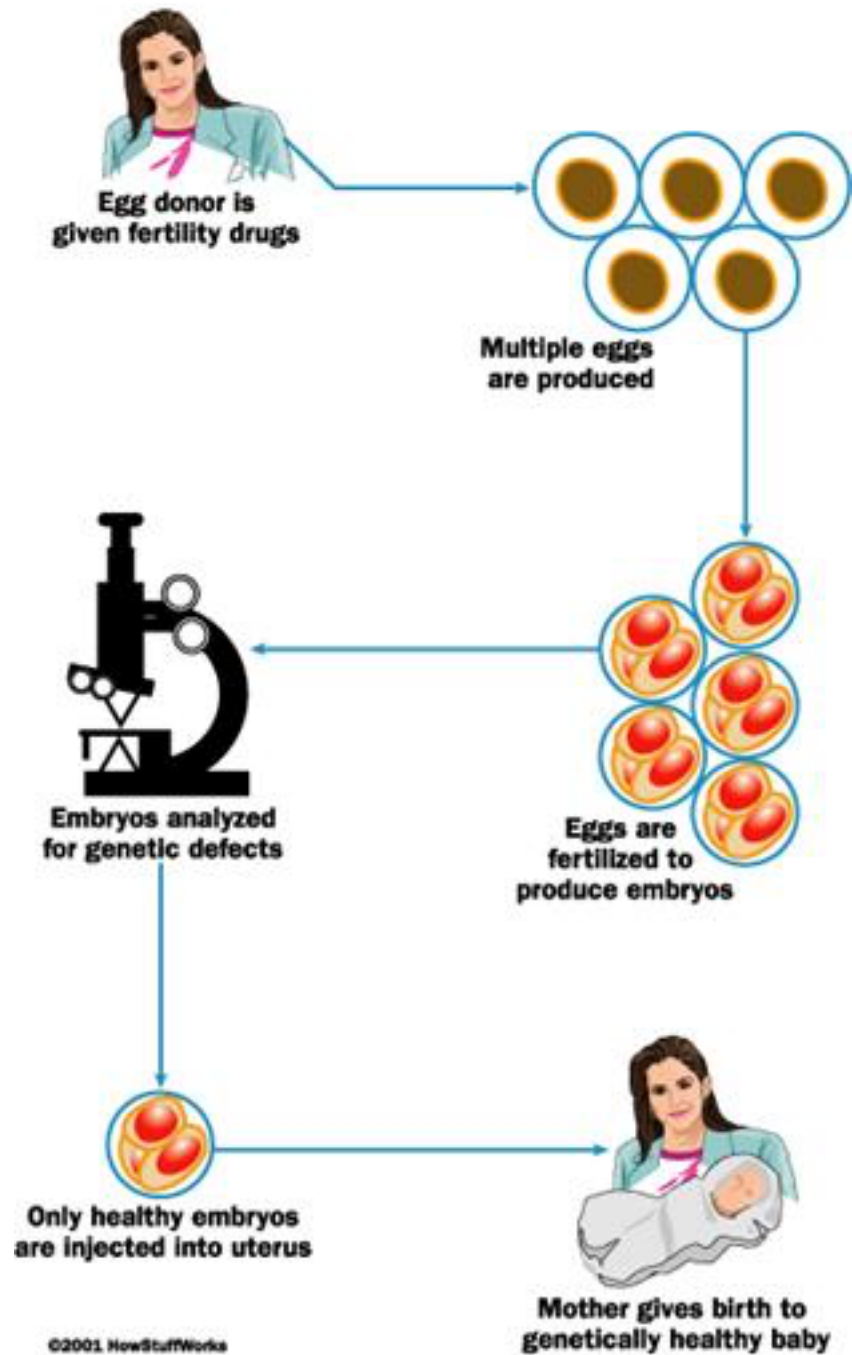 Egg donor is
given fertility drugs
Multiple eggs
are produced
Eggs are
fertilized to
produce embryos
Embryos analyzed
for genetic defects
Only healthy embryos
are injected into uterus
Mother gives birth to
genetically healthy baby
©2001 HowStuffWorks